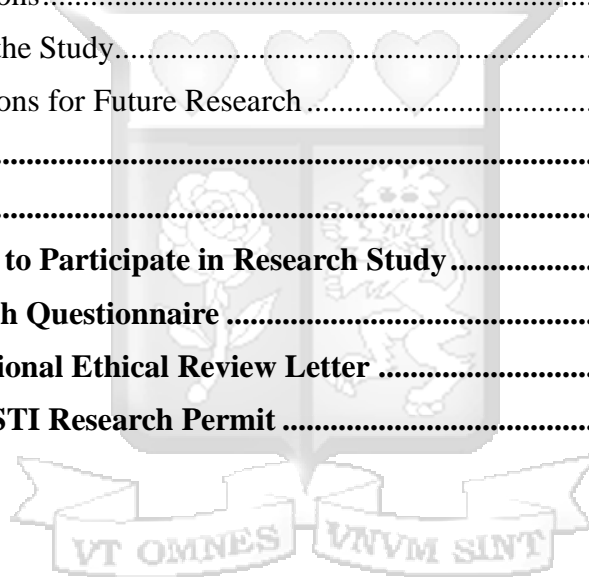 ons........................................................................
the Study...............................................................
ons for Future Research.............................................
...........................................................................
...........................................................................
to Participate in Research Study.........................
h Questionnaire....................................................
ional Ethical Review Letter.....................................
STI Research Permit................................................
VT OMNES VNVM SINT